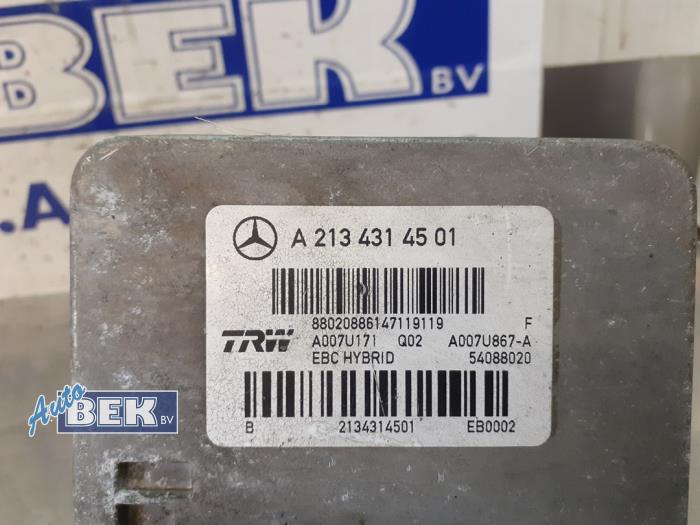 BEK BV
.A
A 213 431 45 01
88020886147119119 F
TRW A007U171 Q02 A007U867-A
EBC HYBRID 54088020
B 2134314501 EB0002
Auto BEK BV